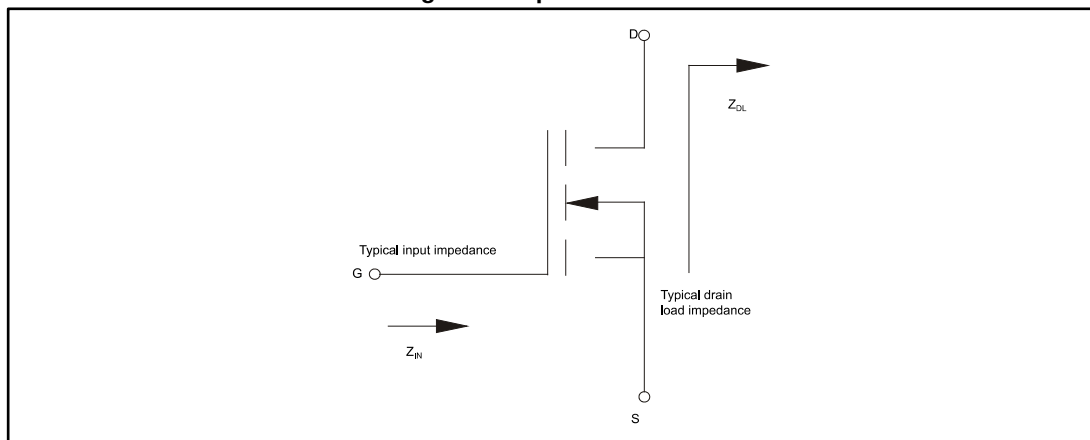 D
Z_DL
Typical input impedance
G
Typical drain
load impedance
Z_IN
S